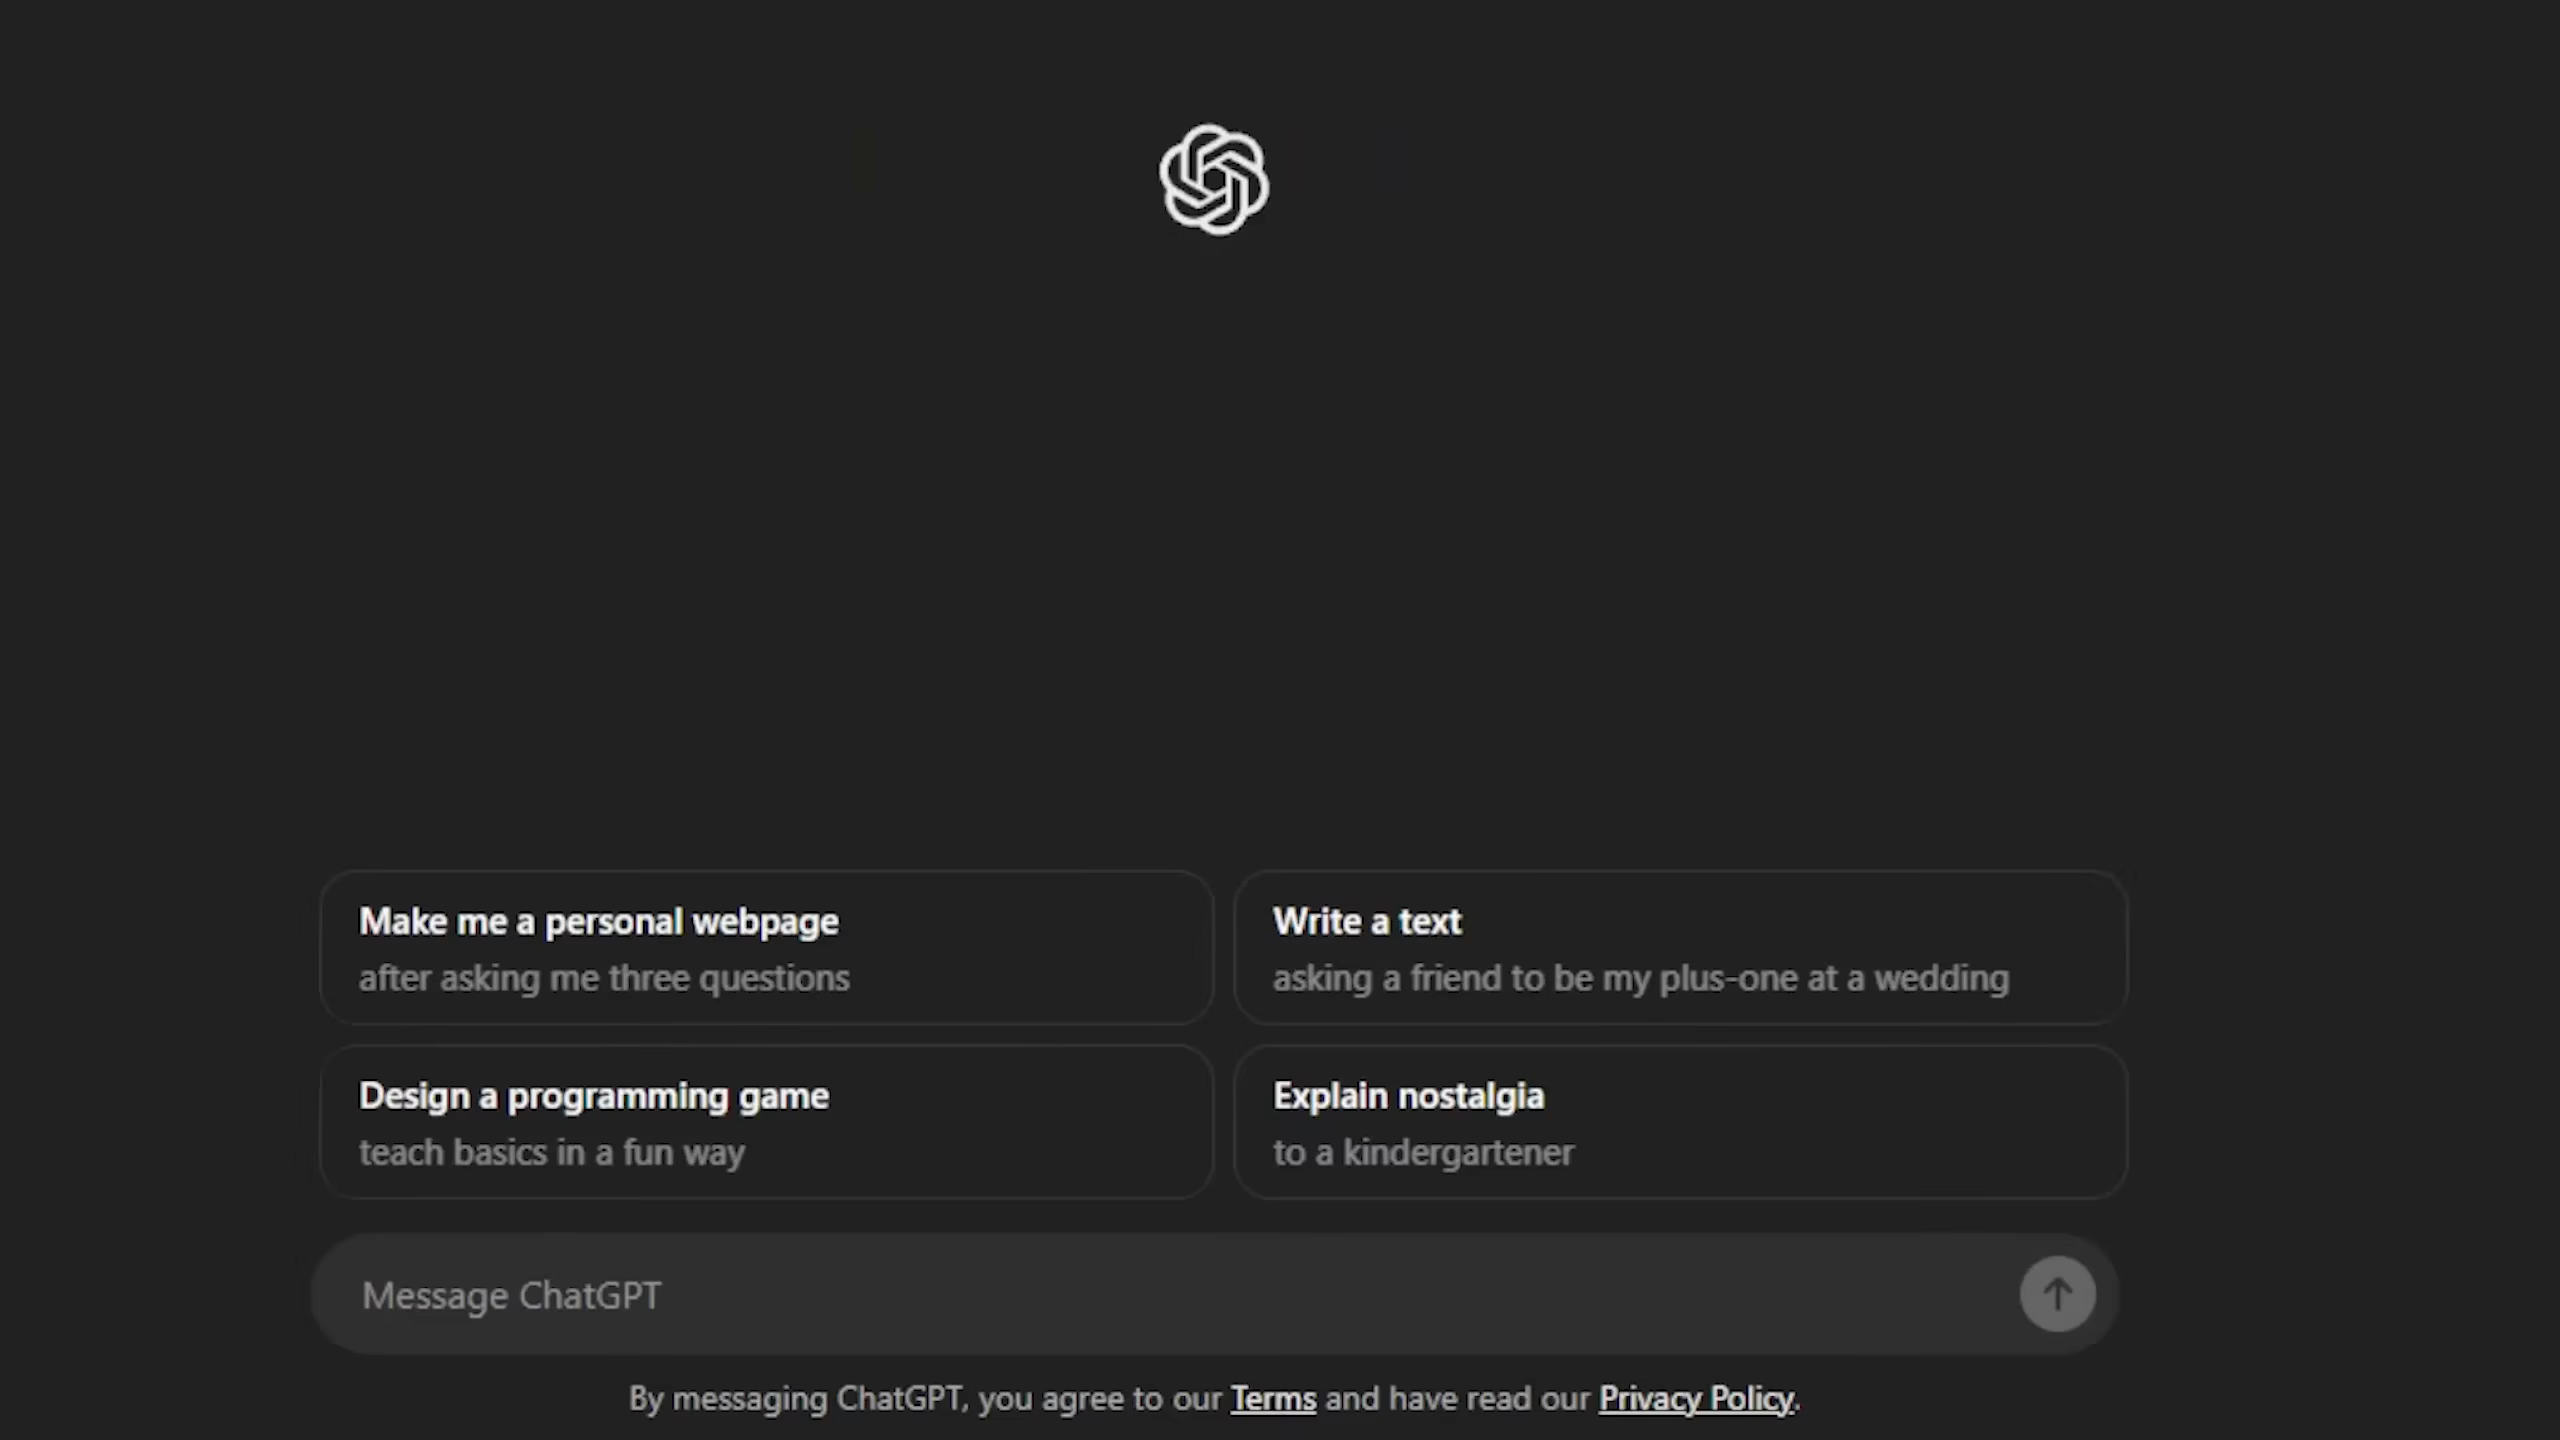 Make me a personal webpage
after asking me three questions
Write a text
asking a friend to be my plus-one at a wedding
Design a programming game
teach basics in a fun way
Explain nostalgia
to a kindergartener
Message ChatGPT
By messaging ChatGPT, you agree to our Terms and have read our Privacy Policy.